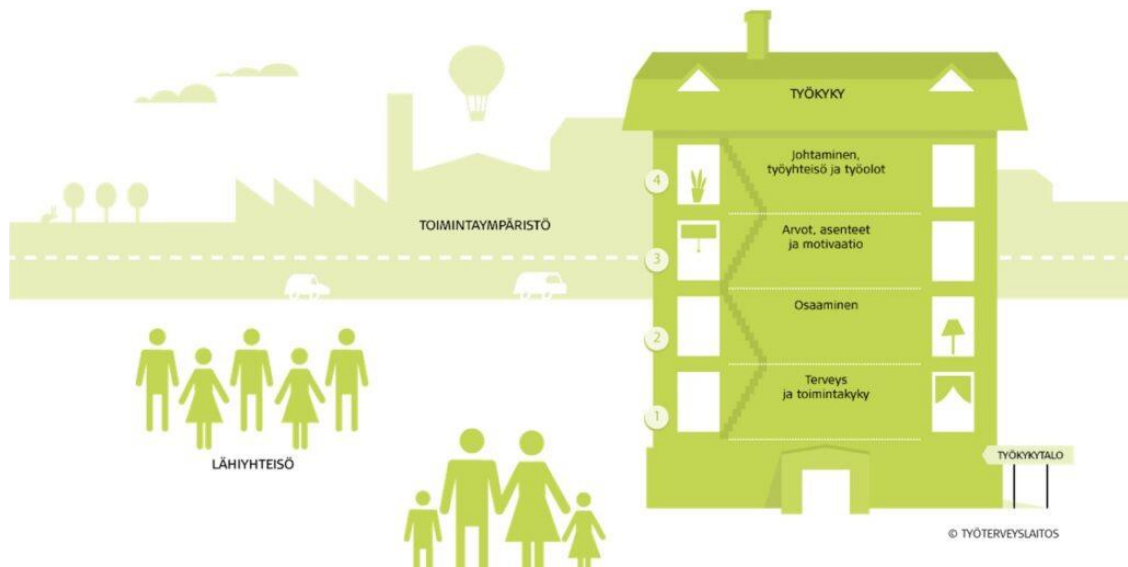 TYÖKYKY
4
Johtaminen,
työyhteisö ja työolot
TOIMINTAYMPÄRISTÖ
3
Arvot, asenteet
ja motivaatio
2
Osaaminen
1
Terveys
ja toimintakyky
LÄHIYHTEISÖ
TYÖKYKYTALO
© TYÖTERVEYSLAITOS